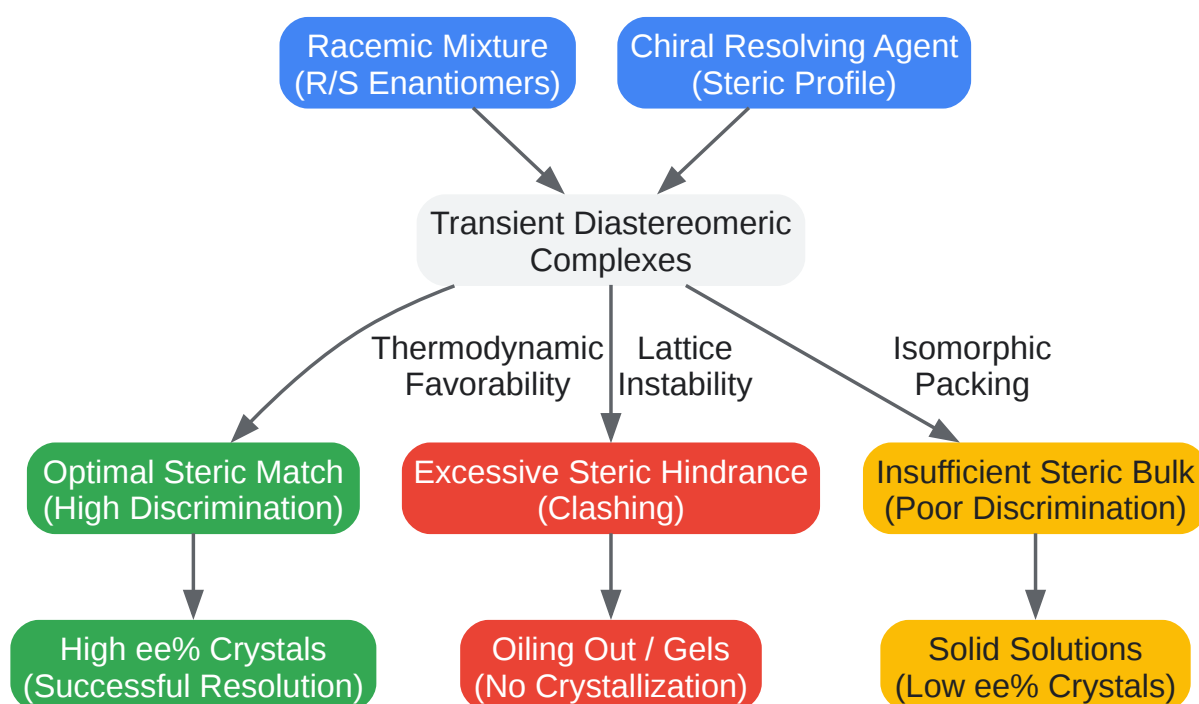 Racemic Mixture
(R/S Enantiomers)
Chiral Resolving Agent
(Steric Profile)
Transient Diastereomeric
Complexes
Thermodynamic
Favorability
Lattice
Instability
Isomorphic
Packing
Optimal Steric Match
(High Discrimination)
Excessive Steric Hindrance
(Clashing)
Insufficient Steric Bulk
(Poor Discrimination)
High ee% Crystals
(Successful Resolution)
Oiling Out / Gels
(No Crystallization)
Solid Solutions
(Low ee% Crystals)